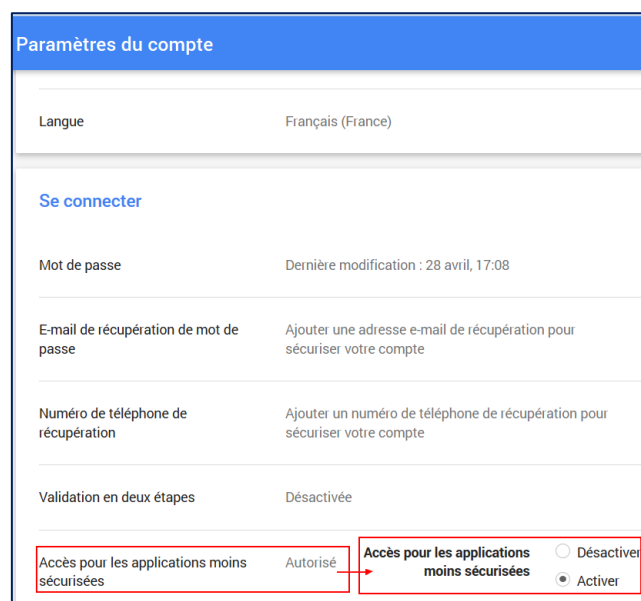 Paramètres du compte
Langue
Français (France)
Se connecter
Mot de passe
Dernière modification : 28 avril, 17:08
E-mail de récupération de mot de
passe
Ajouter une adresse e-mail de récupération pour
sécuriser votre compte
Numéro de téléphone de
récupération
Ajouter un numéro de téléphone de récupération pour
sécuriser votre compte
Validation en deux étapes
Désactivée
Accès pour les applications moins
sécurisées
Autorisé
Accès pour les applications
moins sécurisées
Désactiver
Activer